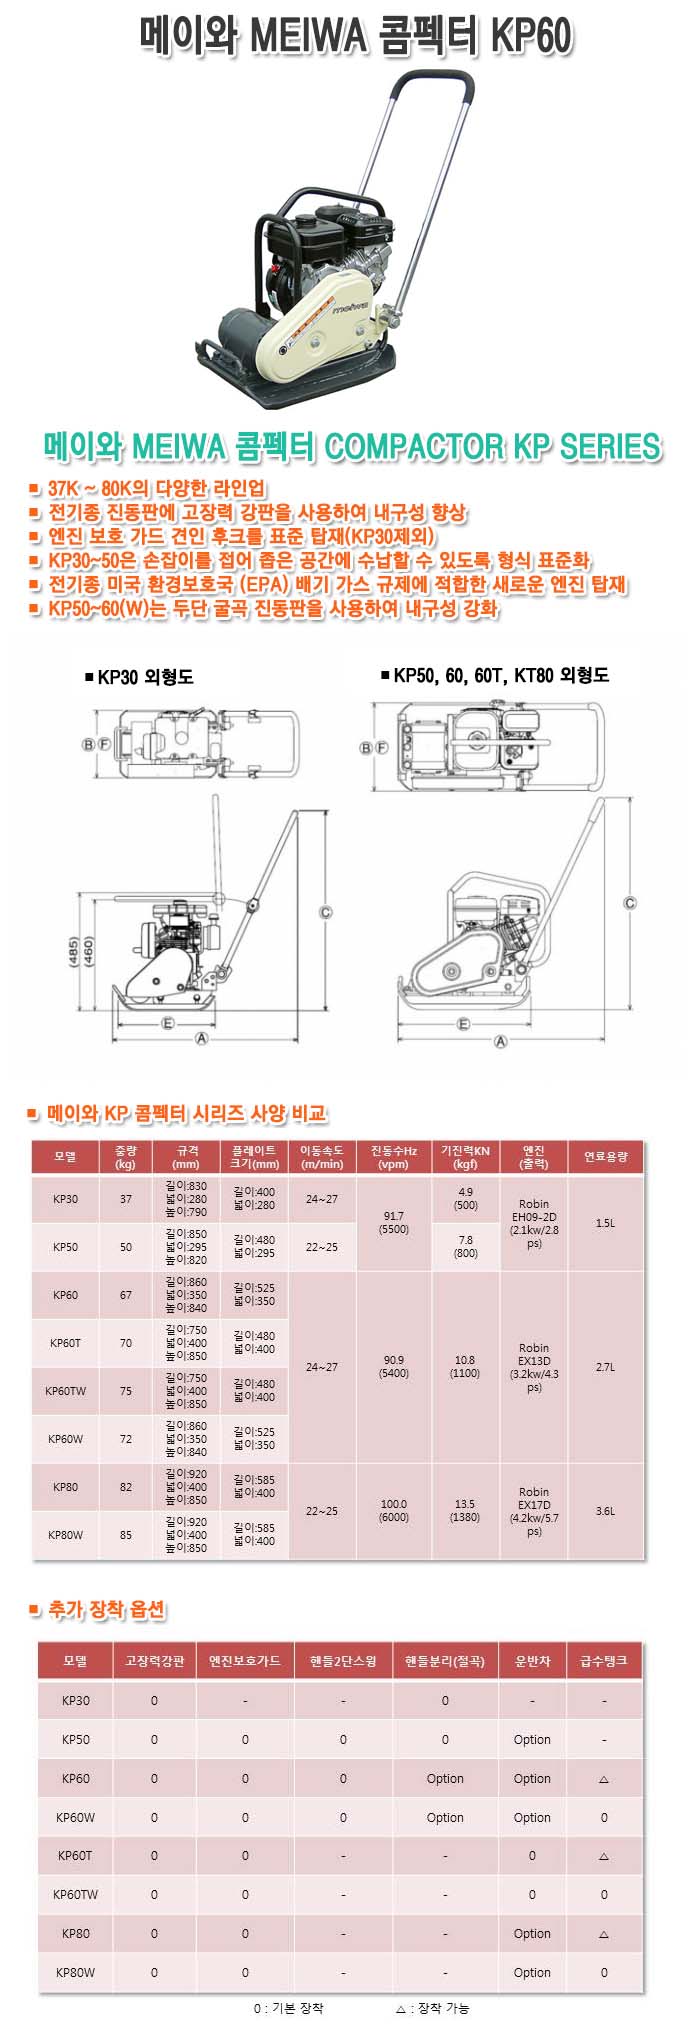 메이와 MEIWA 콤펙터 KP60
meiwa
메이와 MEIWA 콤펙터 COMPACTOR KP SERIES
■ 37K ~ 80K의 다양한 라인업
■ 전기종 진동판에 고장력 강판을 사용하여 내구성 향상
■ 엔진 보호 가드 견인 후크를 표준 탑재(KP30제외)
■ KP30~50은 손잡이를 접어 좁은 공간에 수납할 수 있도록 형식 표준화
■ 전기종 미국 환경보호국 (EPA) 배기 가스 규제에 적합한 새로운 엔진 탑재
■ KP50~60(W)는 두단 굴곡 진동판을 사용하여 내구성 강화
■ KP30 외형도
■ KP50, 60, 60T, KT80 외형도
B F
B F
(485)
(460)
C
E
A
C
E
A
■ 메이와 KP 콤펙터 시리즈 사양 비교
모델 중량 (kg) 규격 (mm) 플레이트 크기(mm) 이동속도 (m/min) 진동수Hz (vpm) 기진력KN (kgf) 엔진 (출력) 연료용량
KP30 37 길이:830 넓이:280 높이:790 길이:400 넓이:280 24~27 91.7 (5500) 4.9 (500) Robin EH09-2D (2.1kw/2.8 ps) 1.5L
KP50 50 길이:850 넓이:295 높이:820 길이:480 넓이:295 22~25 7.8 (800)
KP60 67 길이:860 넓이:350 높이:840 길이:525 넓이:350 24~27 90.9 (5400) 10.8 (1100) Robin EX13D (3.2kw/4.3 ps) 2.7L
KP60T 70 길이:750 넓이:400 높이:850 길이:480 넓이:400
KP60TW 75 길이:750 넓이:400 높이:850 길이:480 넓이:400
KP60W 72 길이:860 넓이:350 높이:840 길이:525 넓이:350
KP80 82 길이:920 넓이:400 높이:850 길이:585 넓이:400 22~25 100.0 (6000) 13.5 (1380) Robin EX17D (4.2kw/5.7 ps) 3.6L
KP80W 85 길이:920 넓이:400 높이:850 길이:585 넓이:400
■ 추가 장착 옵션
모델 고장력강판 엔진보호가드 핸들2단스윙 핸들분리(절곡) 운반차 급수탱크
KP30 0 - - 0 - -
KP50 0 0 0 0 Option -
KP60 0 0 0 Option Option △
KP60W 0 0 0 Option Option 0
KP60T 0 0 - - 0 △
KP60TW 0 0 - - 0 0
KP80 0 0 - - Option △
KP80W 0 0 - - Option 0
0 : 기본 장착 △ : 장착 가능